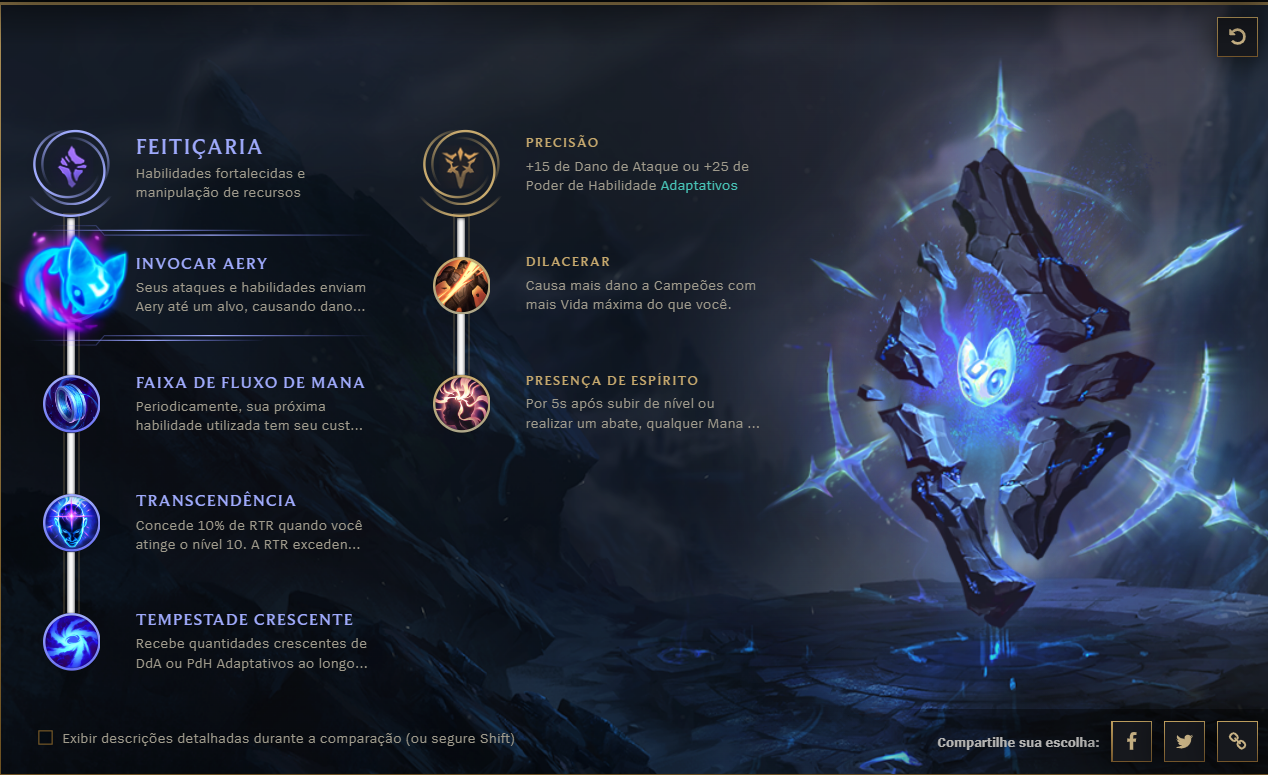 FEITIÇARIA
Habilidades fortalecidas e
manipulação de recursos
INVOCAR AERY
Seus ataques e habilidades enviam
Aery até um alvo, causando dano...
FAIXA DE FLUXO DE MANA
Periodicamente, sua próxima
habilidade utilizada tem seu cust...
TRANSCENDÊNCIA
Concede 10% de RTR quando você
atinge o nível 10. A RTR exceden...
TEMPESTADE CRESCENTE
Recebe quantidades crescentes de
DdA ou PdH Adaptativos ao longo...
PRECISÃO
+15 de Dano de Ataque ou +25 de
Poder de Habilidade Adaptativos
DILACERAR
Causa mais dano a Campeões com
mais Vida máxima do que você.
PRESENÇA DE ESPÍRITO
Por 5s após subir de nível ou
realizar um abate, qualquer Mana ...
Exibir descrições detalhadas durante a comparação (ou segure Shift)
Compartilhe sua escolha: